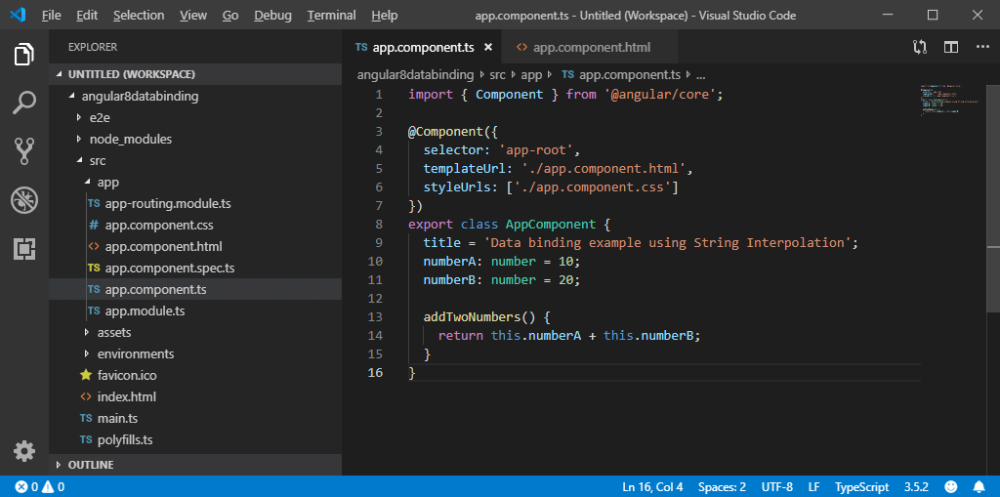 File Edit Selection View Go Debug Terminal Help app.component.ts - Untitled (Workspace) - Visual Studio Code
EXPLORER
UNTITLED (WORKSPACE)
angular8databinding
e2e
node_modules
src
app
TS app-routing.module.ts
# app.component.css
<> app.component.html
TS app.component.spec.ts
TS app.component.ts
TS app.module.ts
assets
environments
favicon.ico
<> index.html
TS main.ts
TS polyfills.ts
OUTLINE
TS app.component.ts × <> app.component.html ...
angular8databinding src app TS app.component.ts ...
1 import { Component } from '@angular/core';
2
3 @Component({
4 selector: 'app-root',
5 templateUrl: './app.component.html',
6 styleUrls: ['./app.component.css']
7 })
8 export class AppComponent {
9 title = 'Data binding example using String Interpolation';
10 numberA: number = 10;
11 numberB: number = 20;
12
13 addTwoNumbers() {
14 return this.numberA + this.numberB;
15 }
16 }
0 0 Ln 16, Col 4 Spaces: 2 UTF-8 LF TypeScript 3.5.2